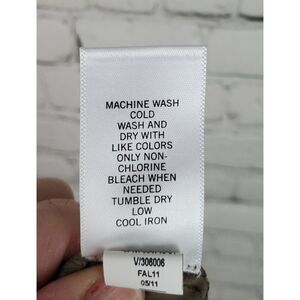 MACHINE WASH
COLD
WASH AND
DRY WITH
LIKE COLORS
ONLY NON-
CHLORINE
BLEACH WHEN
NEEDED
TUMBLE DRY
LOW
COOL IRON
V/306006
FAL11
05/11